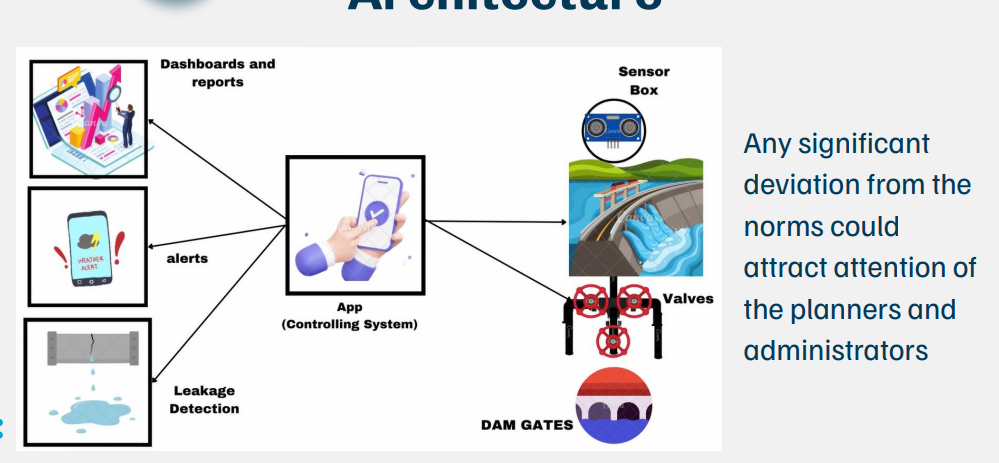 Architecture
Dashboards and
reports
Sensor
Box
WEATHER
ALERT
alerts
App
(Controlling System)
Valves
Leakage
Detection
DAM GATES
Any significant
deviation from the
norms could
attract attention of
the planners and
administrators